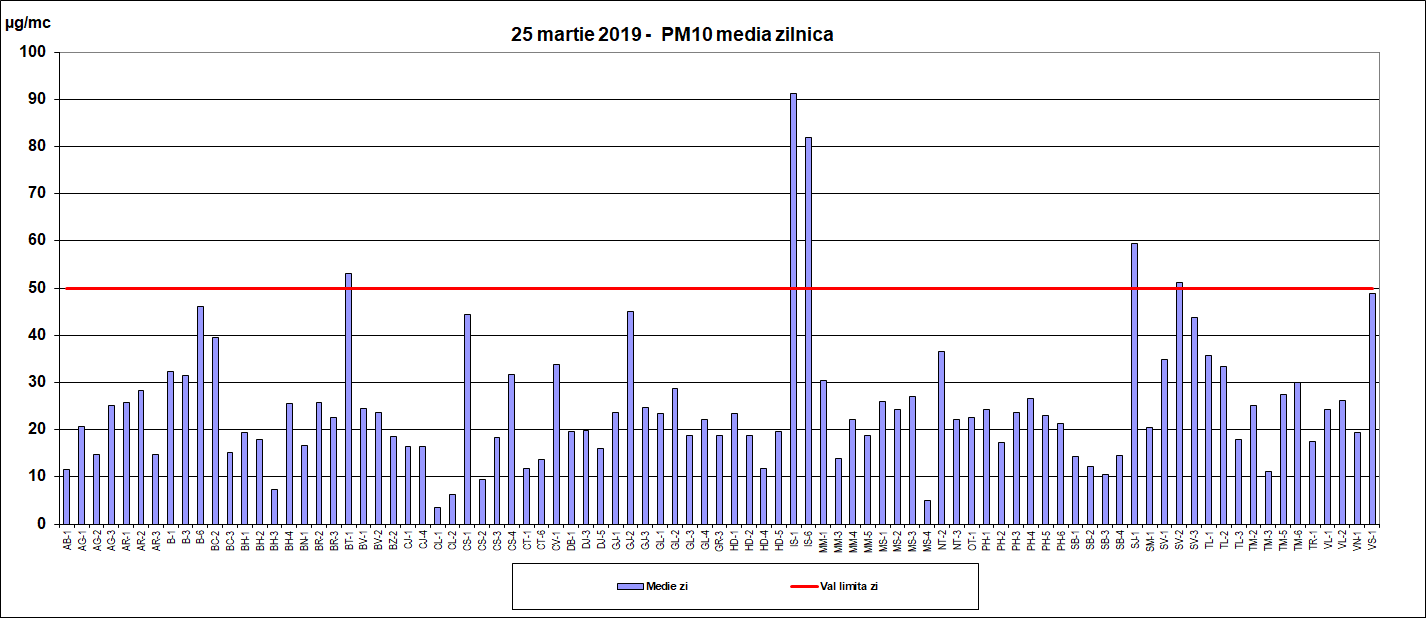 µg/mc
25 martie 2019 - PM10 media zilnica
100
90
80
70
60
50
40
30
20
10
0
AB-1 AG-1 AG-2 AG-3 AR-1 AR-2 AR-3 B-1 B-3 B-6 BC-2 BC-3 BH-1 BH-2 BH-3 BH-4 BN-1 BR-2 BR-3 BT-1 BV-1 BV-2 BZ-2 CJ-1 CJ-4 CL-1 CL-2 CS-1 CS-2 CS-3 CS-4 CT-1 CT-6 CV-1 DB-1 DJ-3 DJ-5 GJ-1 GJ-2 GJ-3 GL-1 GL-2 GL-3 GL-4 GR-3 HD-1 HD-2 HD-4 HD-5 IS-1 IS-6 MM-1 MM-3 MM-4 MM-5 MS-1 MS-2 MS-3 MS-4 NT-2 NT-3 OT-1 PH-1 PH-2 PH-3 PH-4 PH-5 PH-6 SB-1 SB-2 SB-3 SB-4 SJ-1 SM-1 SV-1 SV-2 SV-3 TL-1 TL-2 TL-3 TM-2 TM-3 TM-5 TM-6 TR-1 VL-1 VL-2 VN-1 VS-1
Medie zi Val limita zi